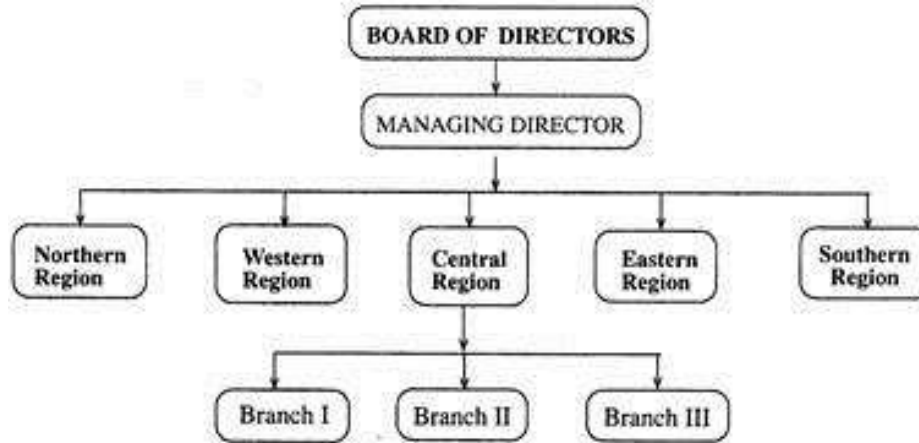 BOARD OF DIRECTORS
MANAGING DIRECTOR
Northern
Region
Western
Region
Central
Region
Eastern
Region
Southern
Region
Branch I
Branch II
Branch III